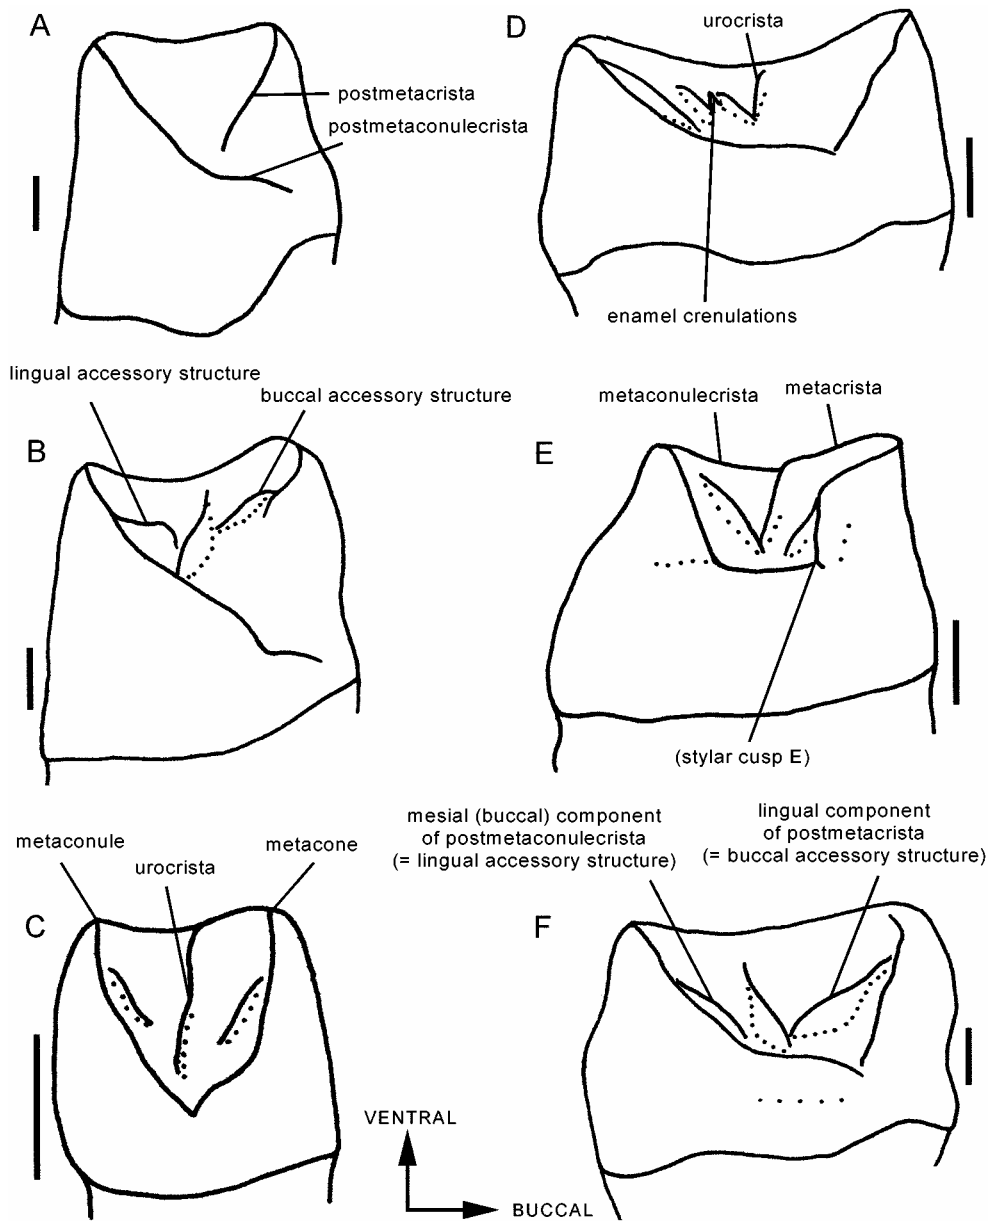 A
postmetacrista
postmetaconulecrista
D
urocrista
enamel crenulations
lingual accessory structure
buccal accessory structure
B
metaconulecrista
metacrista
E
(stylar cusp E)
metaconule
urocrista
metacone
C
mesial (buccal) component
of postmetaconulecrista
(= lingual accessory structure)
lingual component
of postmetacrista
(= buccal accessory structure)
F
VENTRAL
BUCCAL